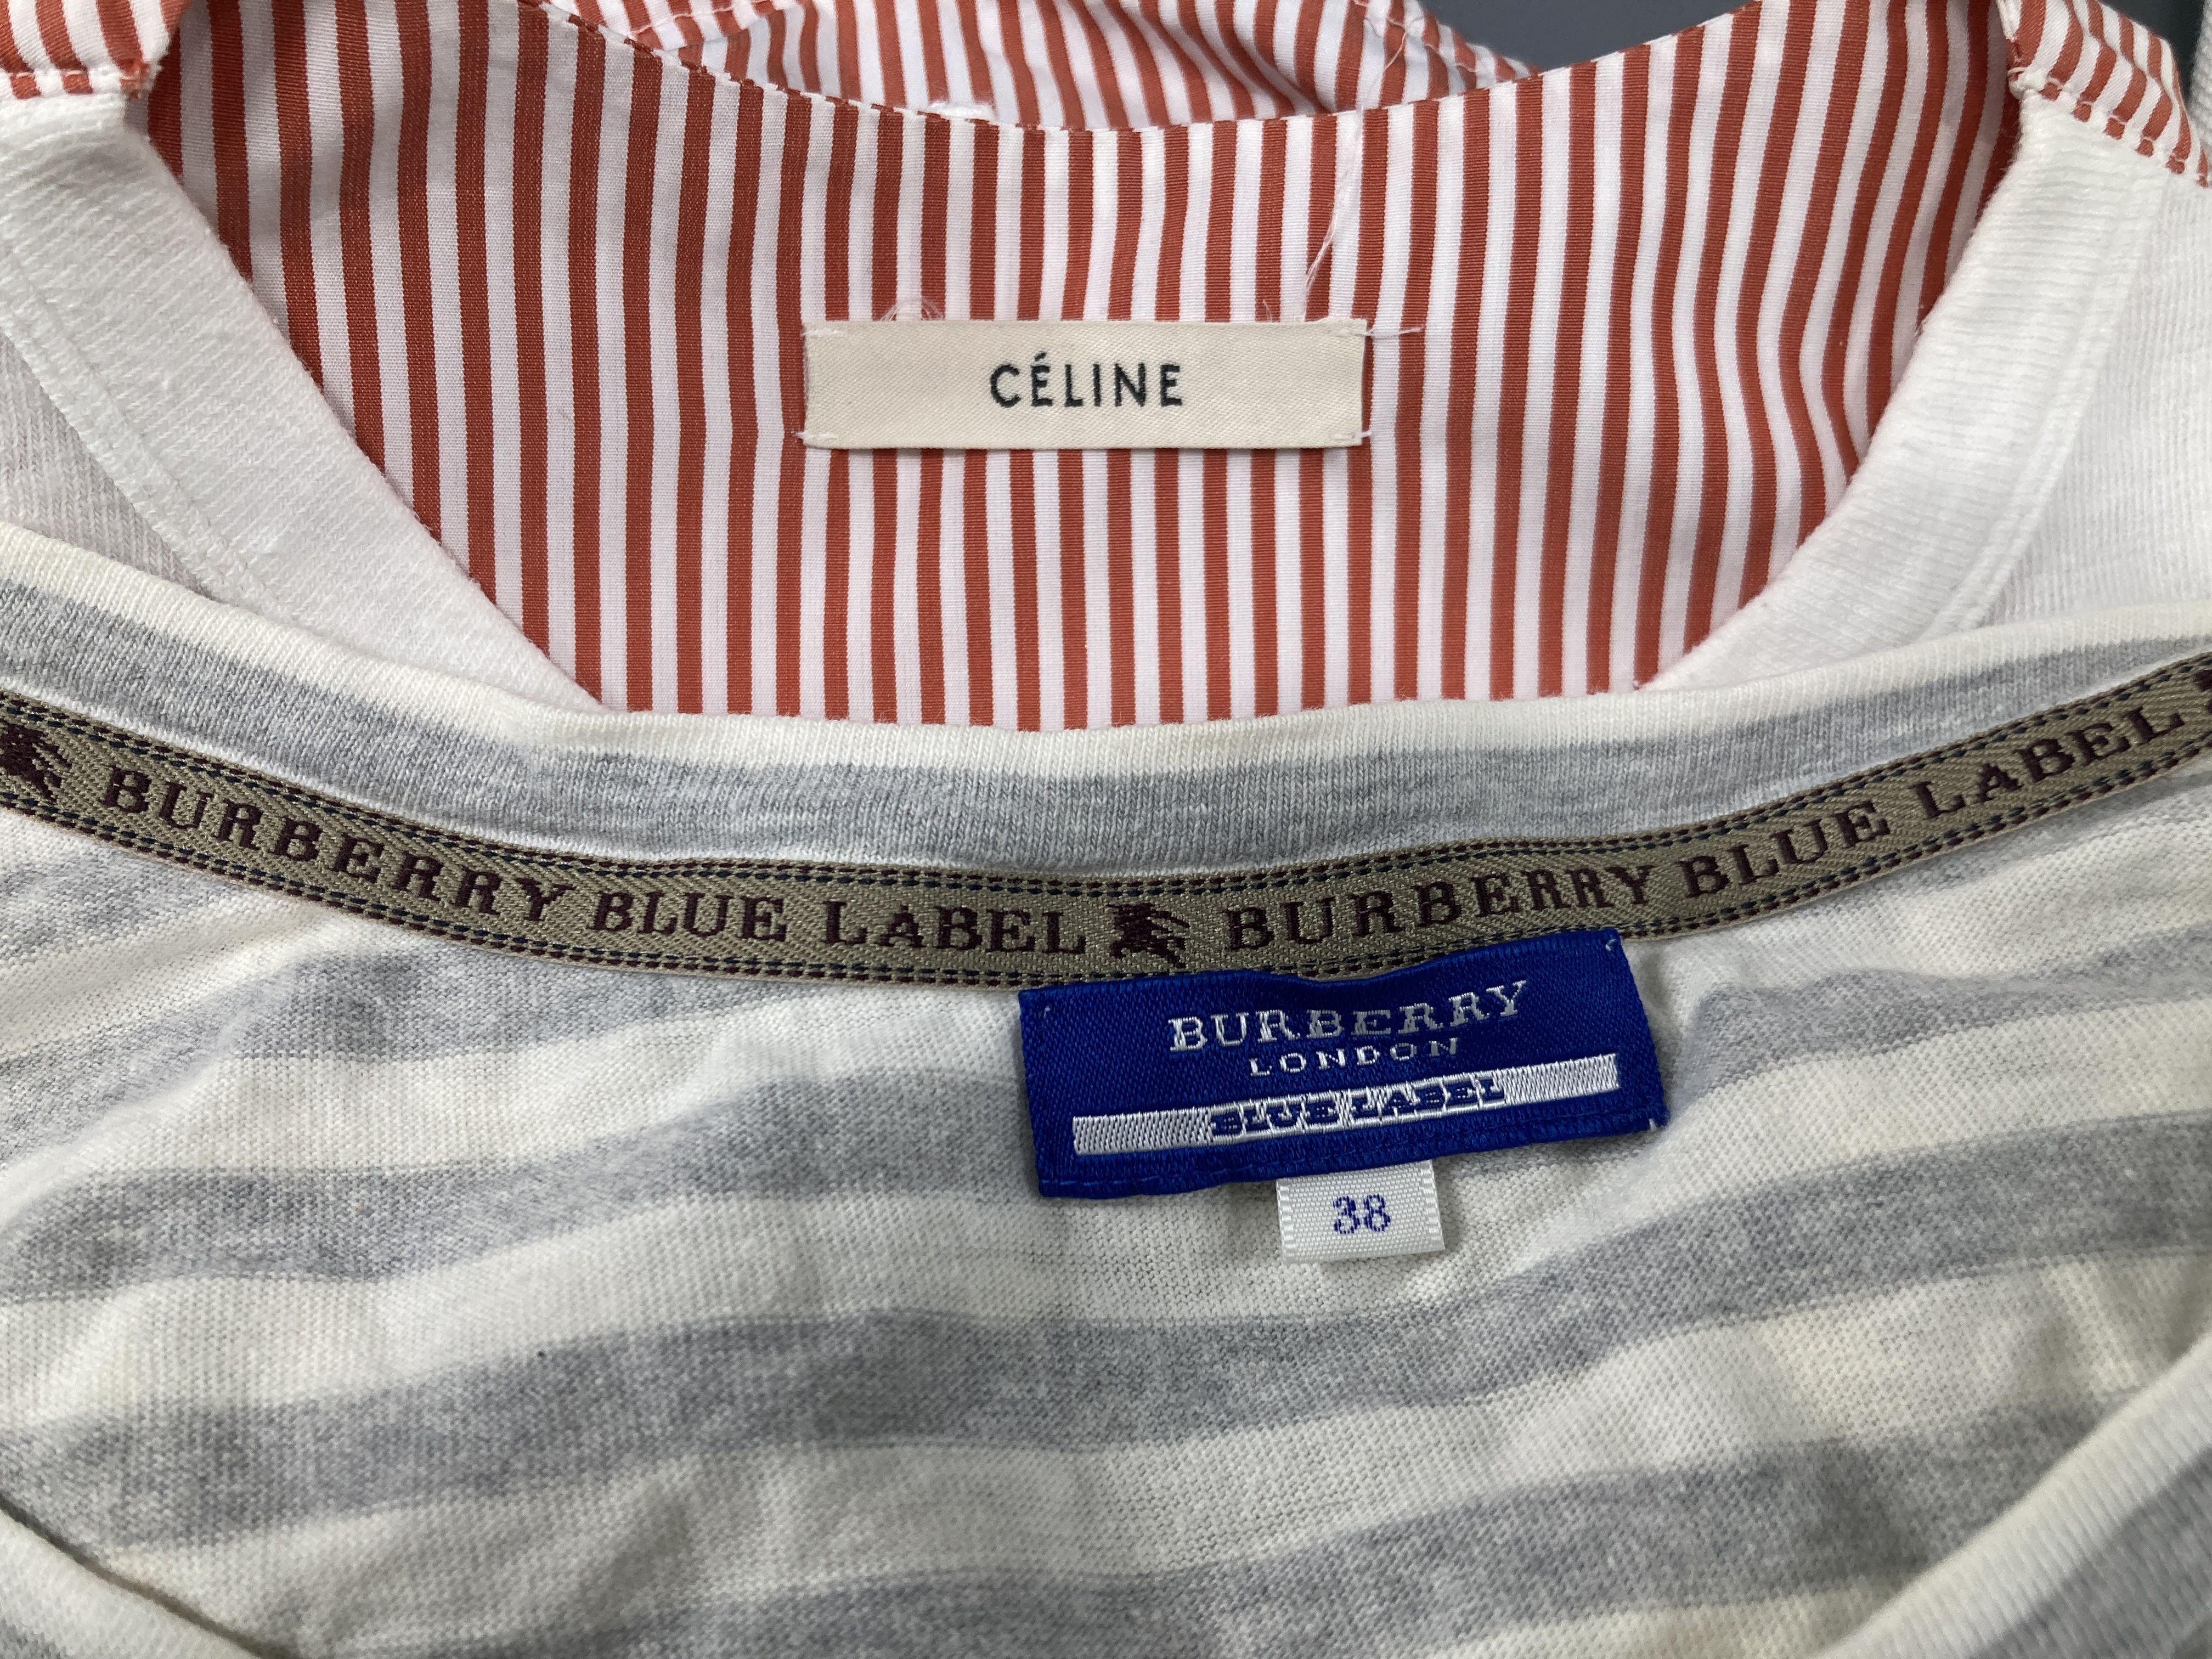 CÉLINE
BURBERRY BLUE LABEL BURBERRY BLUE LABEL
BURBERRY
LONDON
BLUE LABEL
38